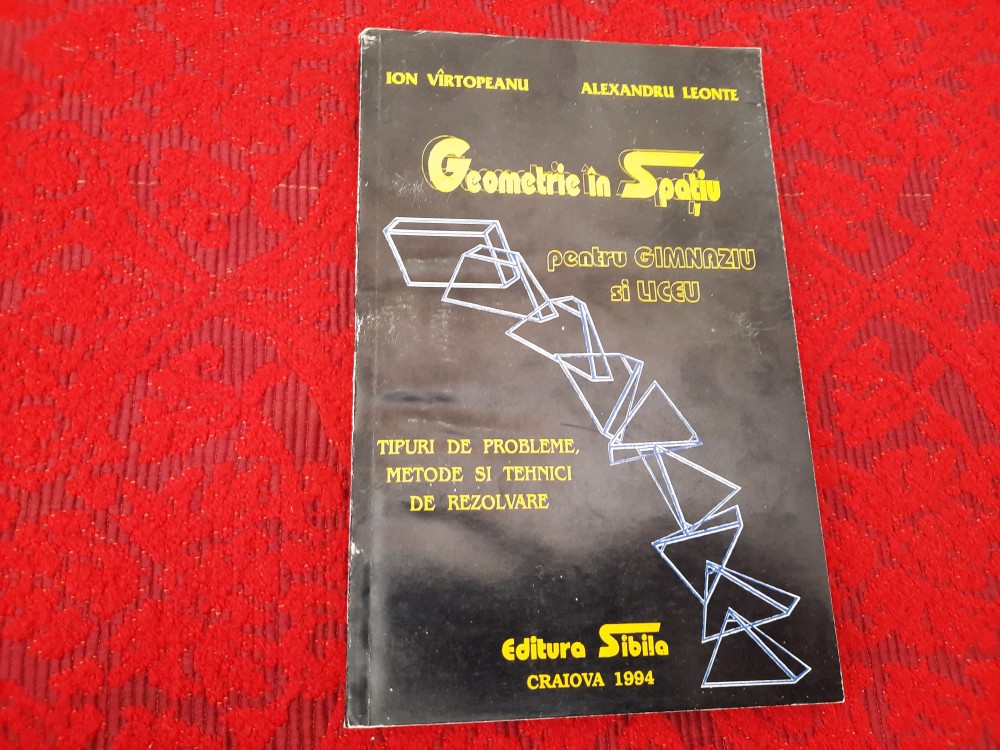 ION VÎRTOPEANU
ALEXANDRU LEONTE
Geometrie în Spațiu
pentru GIMNAZIU
si LICEU
TIPURI DE PROBLEME,
METODE SI TEHNICI
DE REZOLVARE
Editura Sibila
CRAIOVA 1994